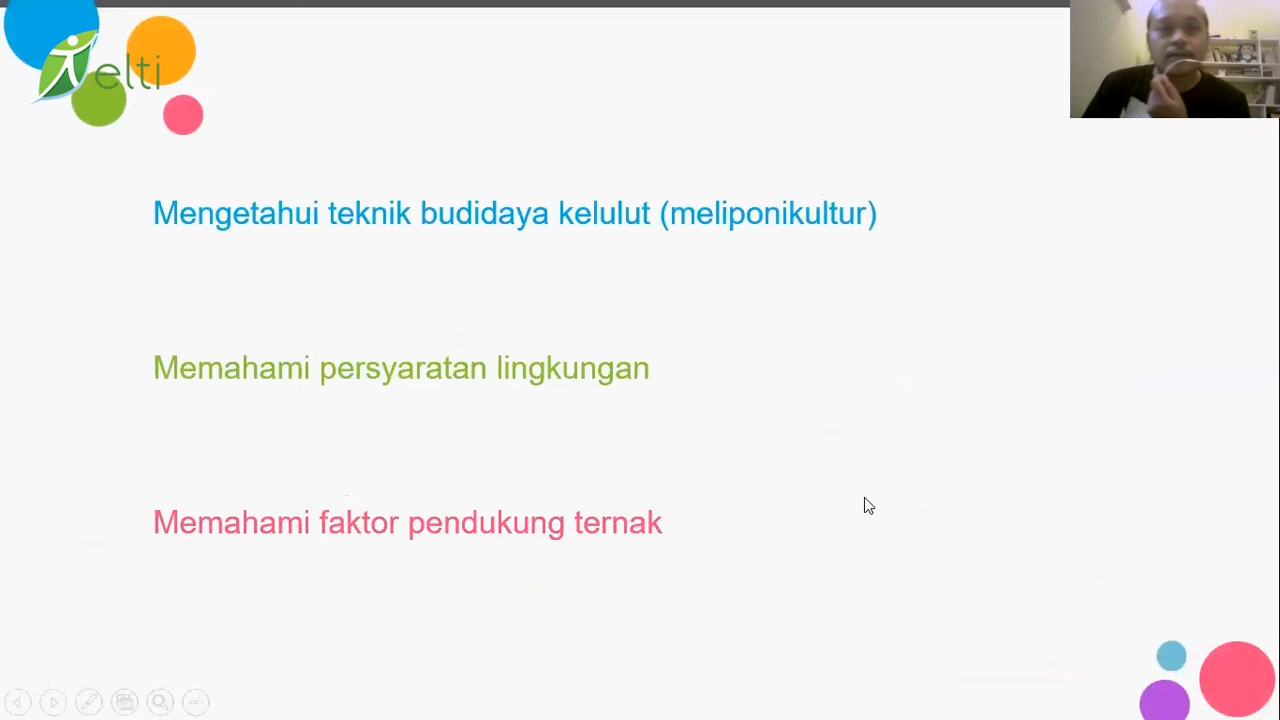 elti
Mengetahui teknik budidaya kelulut (meliponikultur)
Memahami persyaratan lingkungan
Memahami faktor pendukung ternak